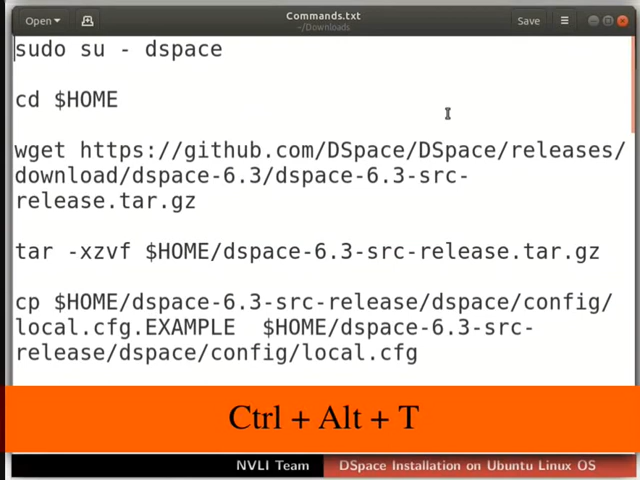 Open
Commands.txt
~/Downloads
Save
sudo su - dspace
cd $HOME
wget https://github.com/DSpace/DSpace/releases/
download/dspace-6.3/dspace-6.3-src-
release.tar.gz
tar -xzvf $HOME/dspace-6.3-src-release.tar.gz
cp $HOME/dspace-6.3-src-release/dspace/config/
local.cfg.EXAMPLE  $HOME/dspace-6.3-src-
release/dspace/config/local.cfg
Ctrl + Alt + T
NVLI Team
DSpace Installation on Ubuntu Linux OS